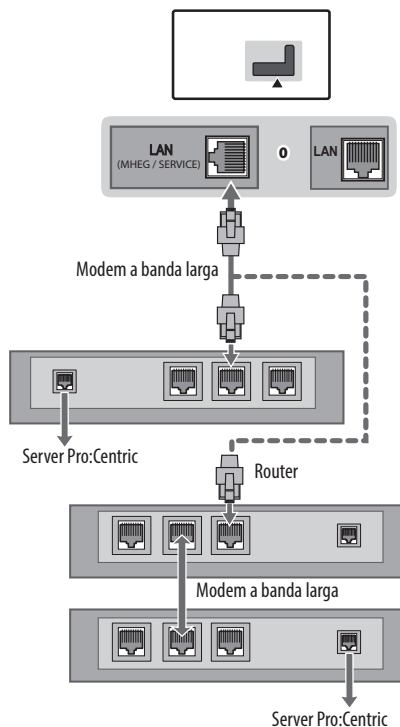 LAN
(MHEG / SERVICE)
O
LAN
Modem a banda larga
Server Pro:Centric
Router
Modem a banda larga
Server Pro:Centric